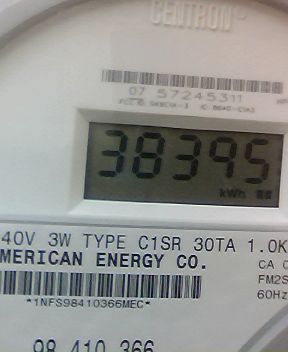 CENTRON
07 57245311
38395
kWh
40V 3W TYPE C1SR 30TA 1.0K
MERICAN ENERGY CO.
CA 0
FM2S
60Hz
*1NFS98410366MEC*
98 410 366